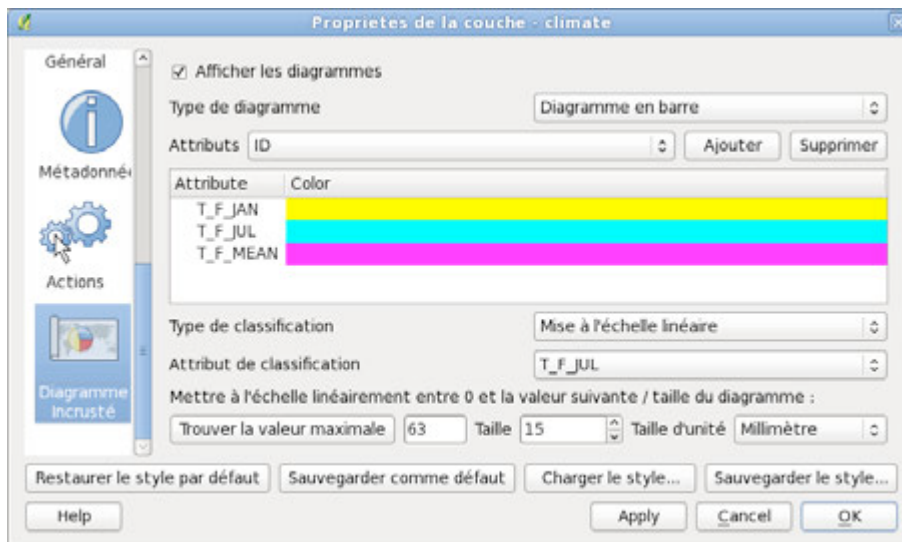 Proprietes de la couche - climate
Général
Métadonné
Actions
Diagramme
Incrusté
Afficher les diagrammes
Type de diagramme Diagramme en barre
Attributs ID Ajouter Supprimer
Attribute Color
T_F_JAN
T_F_JUL
T_F_MEAN
Type de classification Mise à l'échelle linéaire
Attribut de classification T_F_JUL
Mettre à l'échelle linéairement entre 0 et la valeur suivante / taille du diagramme :
Trouver la valeur maximale 63 Taille 15 Taille d'unité Millimètre
Restaurer le style par défaut Sauvegarder comme défaut Charger le style... Sauvegarder le style...
Help Apply Cancel OK